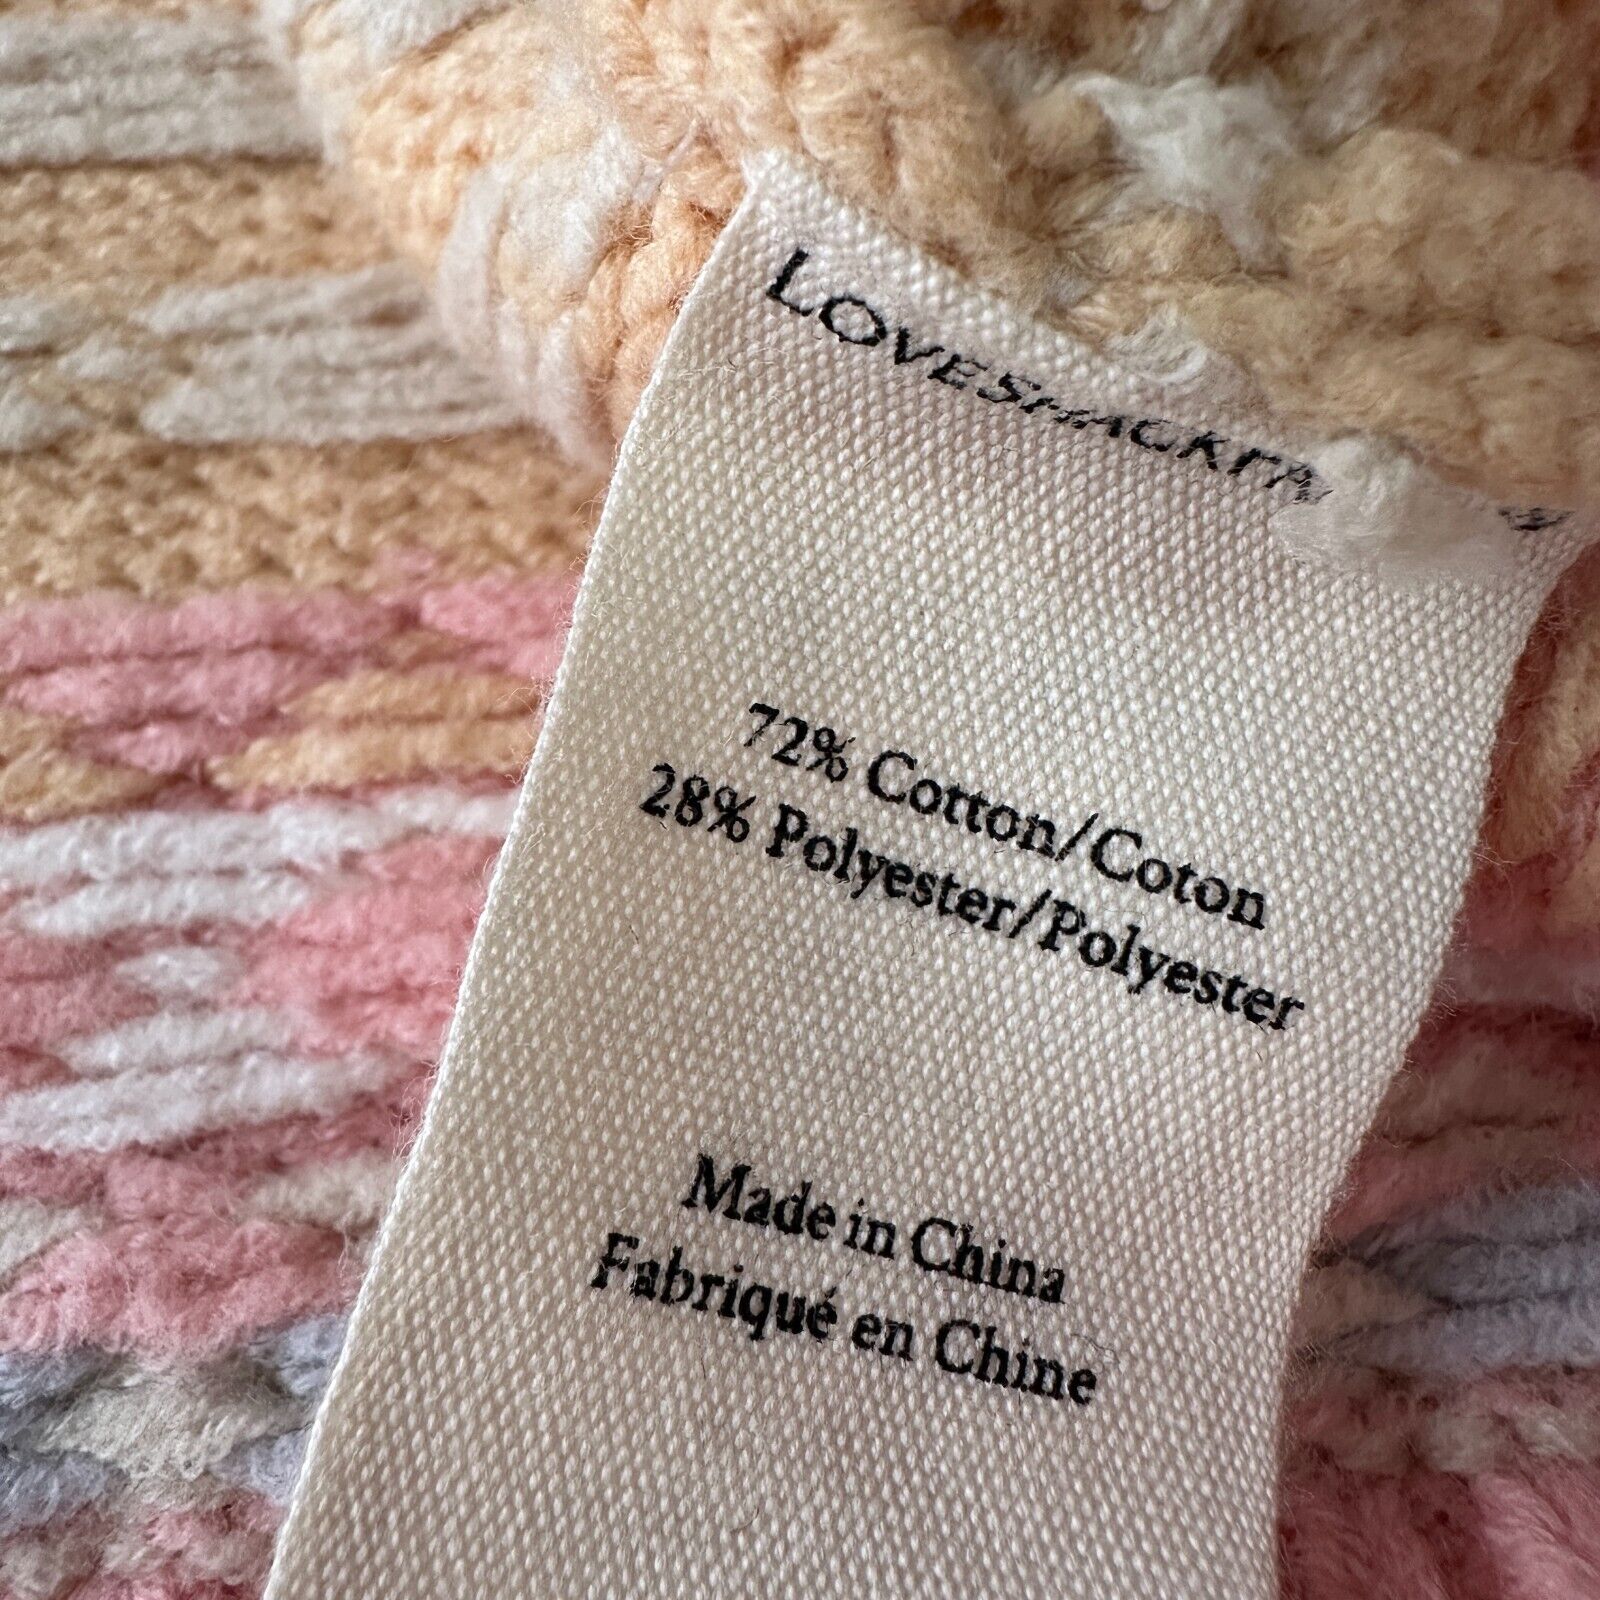 72% Cotton/Coton
28% Polyester/Polyester
Made in China
Fabriqué en Chine